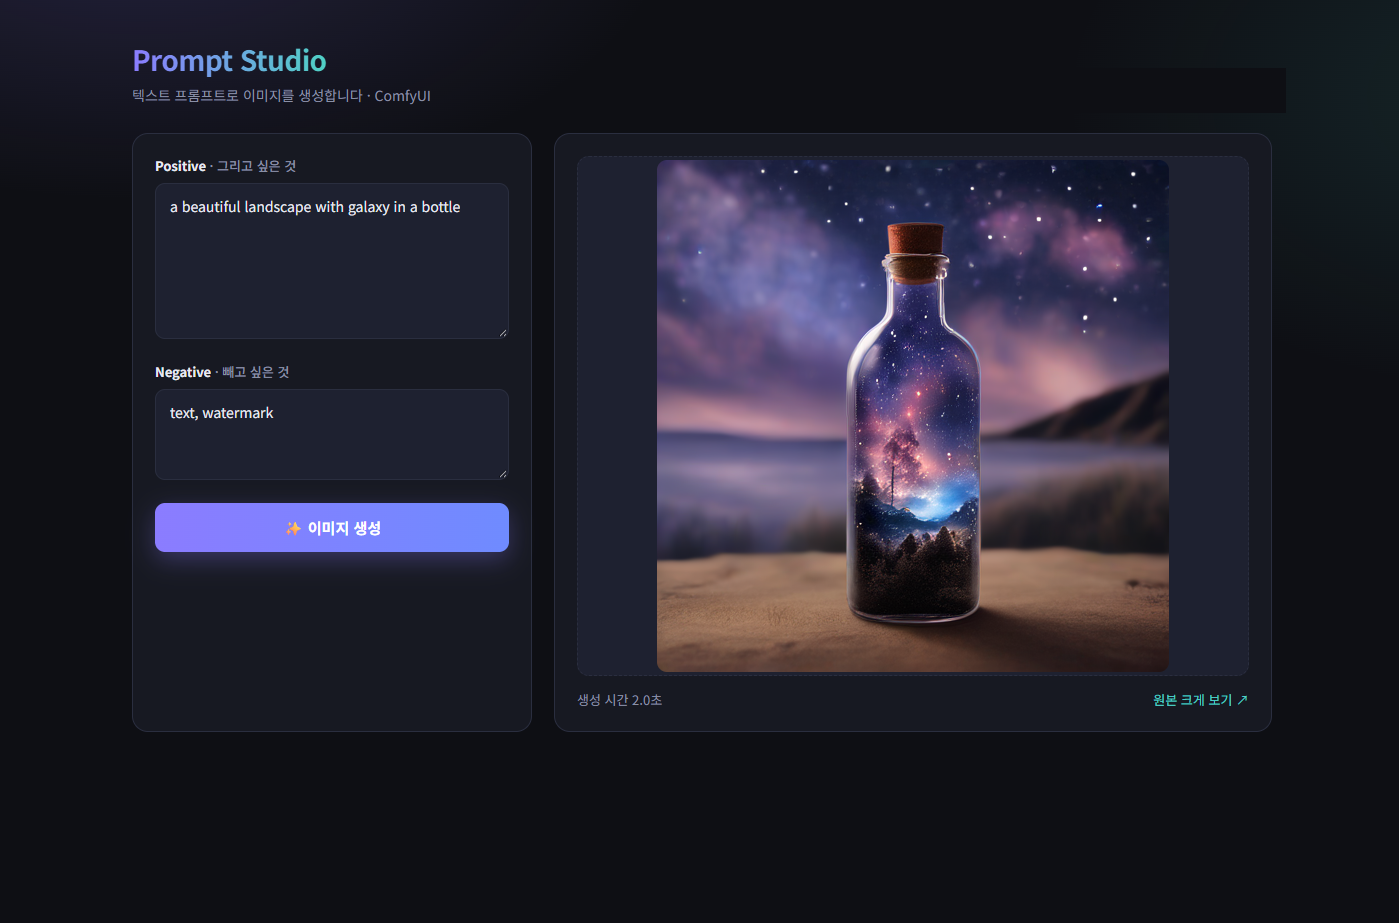 Prompt Studio
텍스트 프롬프트로 이미지를 생성합니다 · ComfyUI
Positive · 그리고 싶은 것
a beautiful landscape with galaxy in a bottle
Negative · 빼고 싶은 것
text, watermark
✨ 이미지 생성
생성 시간 2.0초
원본 크게 보기 ↗